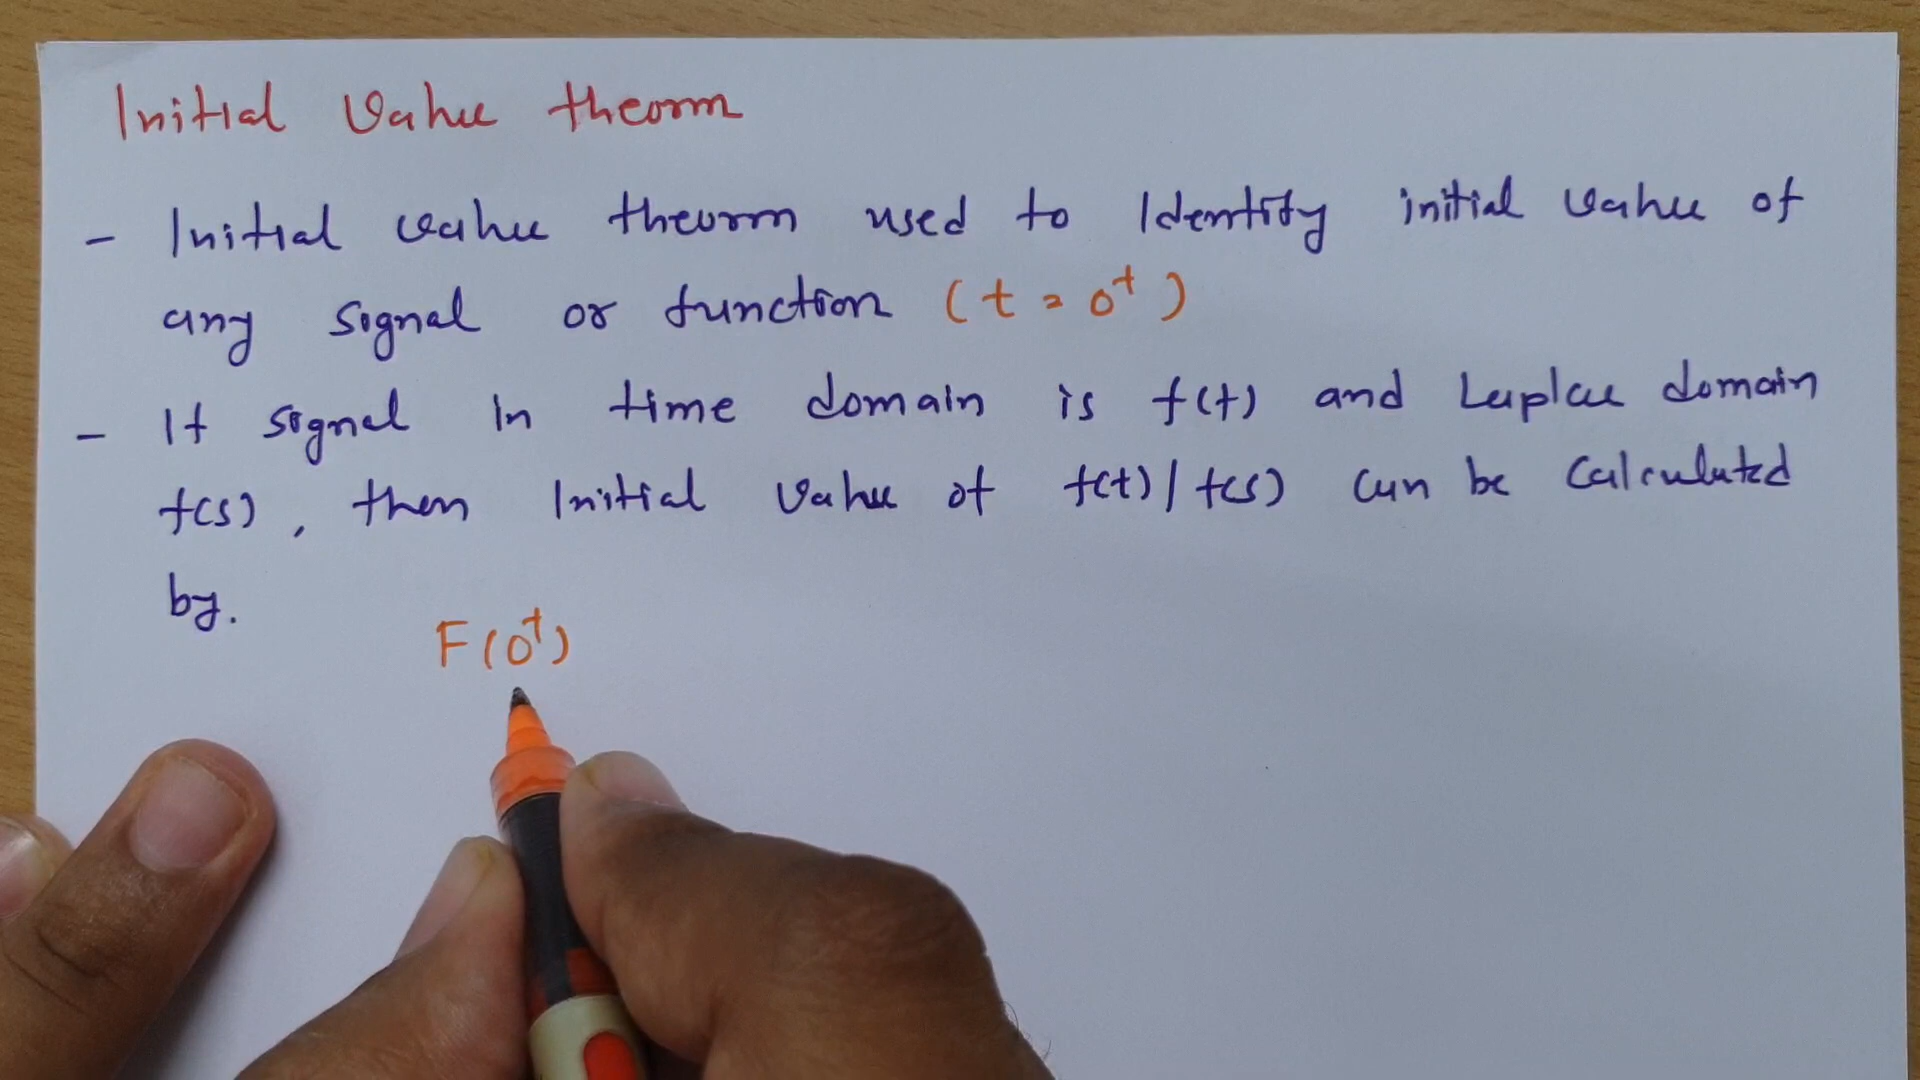 Initial Value theorm
- Initial value theorm used to Identify initial value of
any signal or function (t = 0⁺)
- If signal in time domain is f(t) and Laplace domain
f(s), then Initial Value of f(t)/f(s) can be Calculated
by.
F(0⁺)